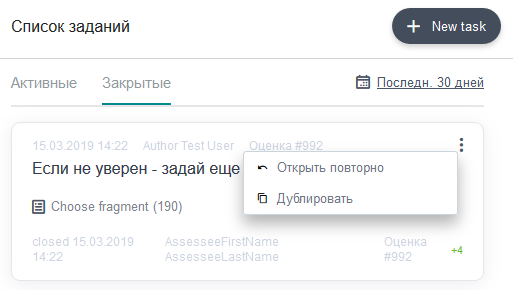 Список заданий
New task
Активные
Закрытые
Последн. 30 дней
15.03.2019 14:22 Author Test User Оценка #992
Если не уверен - задай еще
Открыть повторно
Дублировать
Choose fragment (190)
closed 15.03.2019
14:22
AssesseeFirstName
AssesseeLastName
Оценка
#992
+4